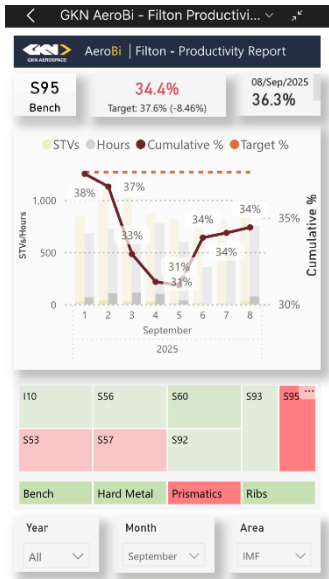 GKN AeroBi - Filton Productivi...
GKN
GKN AEROSPACE
AeroBi | Filton - Productivity Report
S95
Bench
34.4%
Target: 37.6% (-8.46%)
08/Sep/2025
36.3%
STVs Hours Cumulative % Target %
STVs/Hours
1,000
500
0
38%
37%
33%
31%
31%
34%
34%
34%
35%
30%
Cumulative %
1 2 3 4 5 6 7 8
September
2025
I10 S56 S60 S93 S95 ...
S53 S57 S92
Bench Hard Metal Prismatics Ribs
Year Month Area
All September IMF